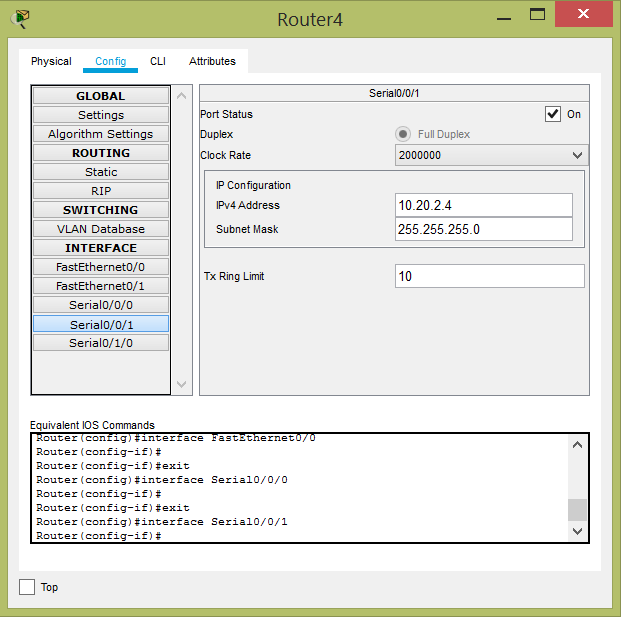 Router4
Physical Config CLI Attributes
GLOBAL
Settings
Algorithm Settings
ROUTING
Static
RIP
SWITCHING
VLAN Database
INTERFACE
FastEthernet0/0
FastEthernet0/1
Serial0/0/0
Serial0/0/1
Serial0/1/0
Serial0/0/1
Port Status On
Duplex Full Duplex
Clock Rate 2000000
IP Configuration
IPv4 Address 10.20.2.4
Subnet Mask 255.255.255.0
Tx Ring Limit 10
Equivalent IOS Commands
Router(config)#interface FastEthernet0/0
Router(config-if)#
Router(config-if)#exit
Router(config)#interface Serial0/0/0
Router(config-if)#
Router(config-if)#exit
Router(config)#interface Serial0/0/1
Router(config-if)#
Top